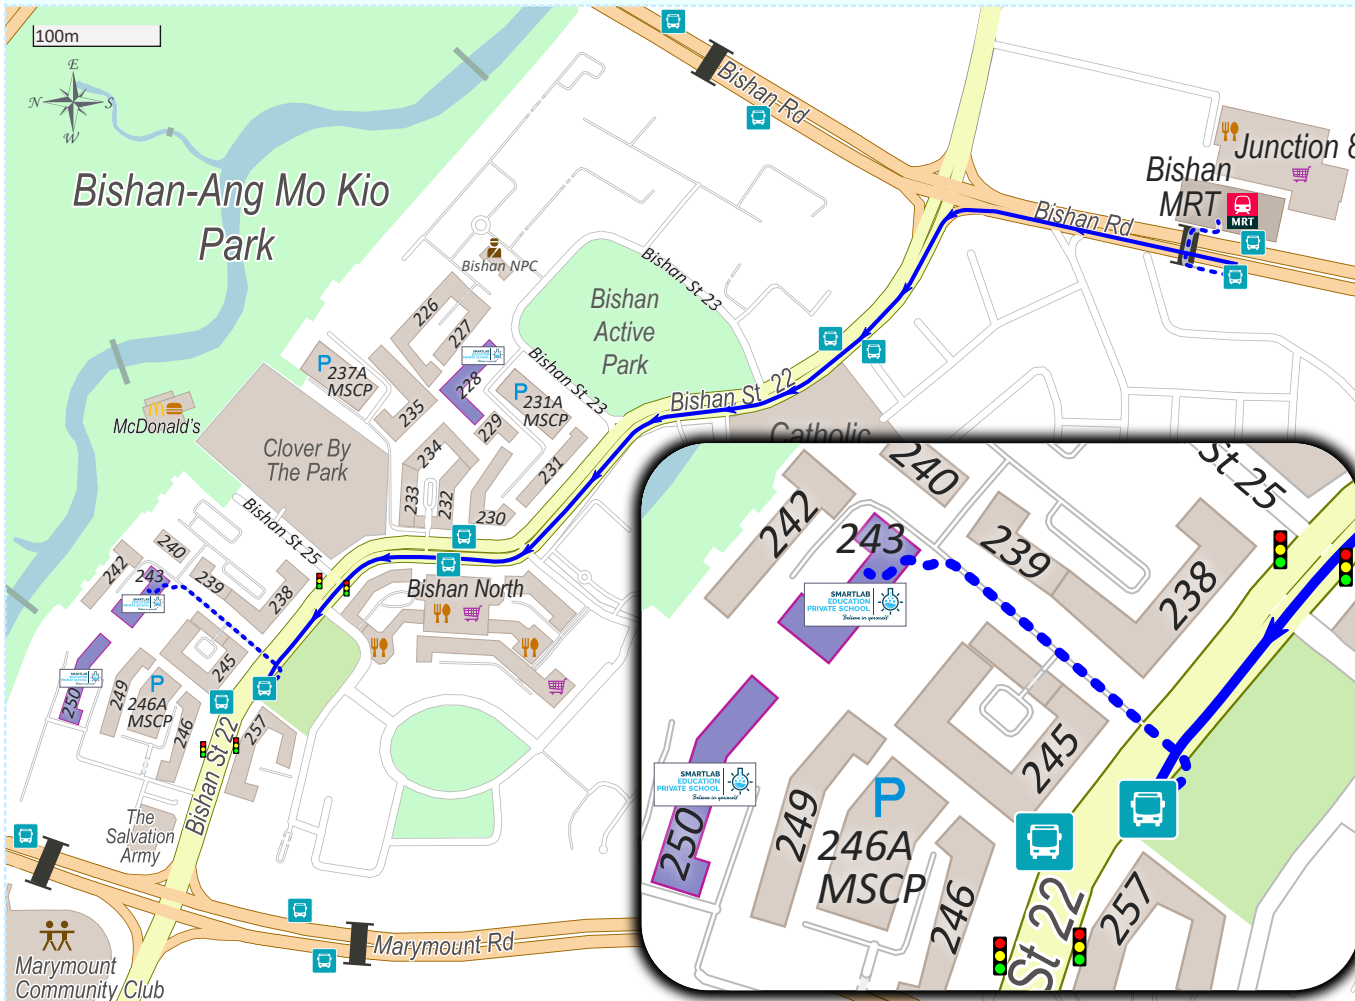 100m
E
N
S
W
Bishan-Ang Mo Kio
Park
Bishan Rd
Junction 8
Bishan
MRT
MRT
Bishan Rd
Bishan NPC
Bishan St 23
Bishan
Active
Park
226
227
228
P
237A
MSCP
235
P
231A
MSCP
Bishan St 23
229
Bishan St 22
McDonald's
Clover By
The Park
234
233
232
231
230
Catholic
Bishan St 25
Bishan North
242
240
243
239
238
245
250
249
P
246A
MSCP
246
257
Bishan St 22
The
Salvation
Army
Marymount Rd
Marymount
Community Club
St 25
240
242
243
239
238
SMARTLAB
EDUCATION
PRIVATE SCHOOL
Believe in yourself
245
SMARTLAB
EDUCATION
PRIVATE SCHOOL
Believe in yourself
250
249
P
246A
MSCP
246
257
St 22